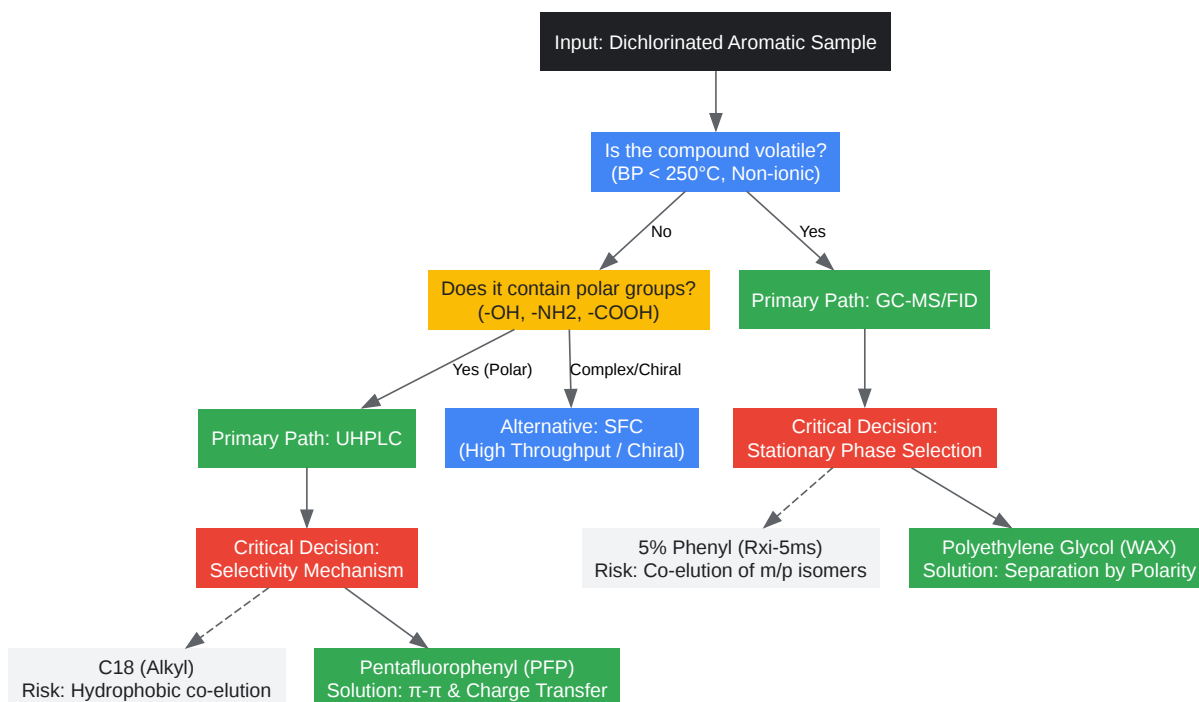 Input: Dichlorinated Aromatic Sample
Is the compound volatile?
(BP < 250°C, Non-ionic)
No
Yes
Does it contain polar groups?
(-OH, -NH2, -COOH)
Primary Path: GC-MS/FID
Yes (Polar)
Complex/Chiral
Primary Path: UHPLC
Alternative: SFC
(High Throughput / Chiral)
Critical Decision:
Stationary Phase Selection
Critical Decision:
Selectivity Mechanism
5% Phenyl (Rxi-5ms)
Risk: Co-elution of m/p isomers
Polyethylene Glycol (WAX)
Solution: Separation by Polarity
C18 (Alkyl)
Risk: Hydrophobic co-elution
Pentafluorophenyl (PFP)
Solution: π-π & Charge Transfer